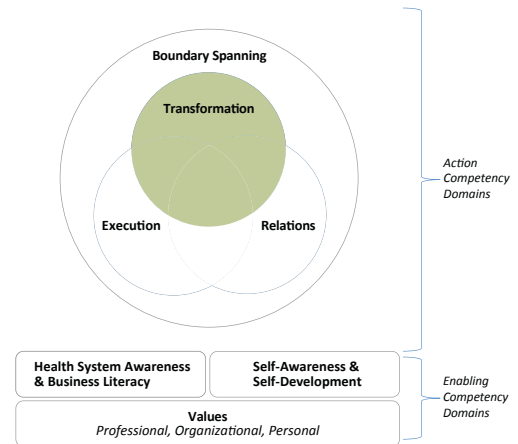 Boundary Spanning
Transformation
Execution
Relations
Action
Competency
Domains
Health System Awareness
& Business Literacy
Self-Awareness &
Self-Development
Values
Professional, Organizational, Personal
Enabling
Competency
Domains